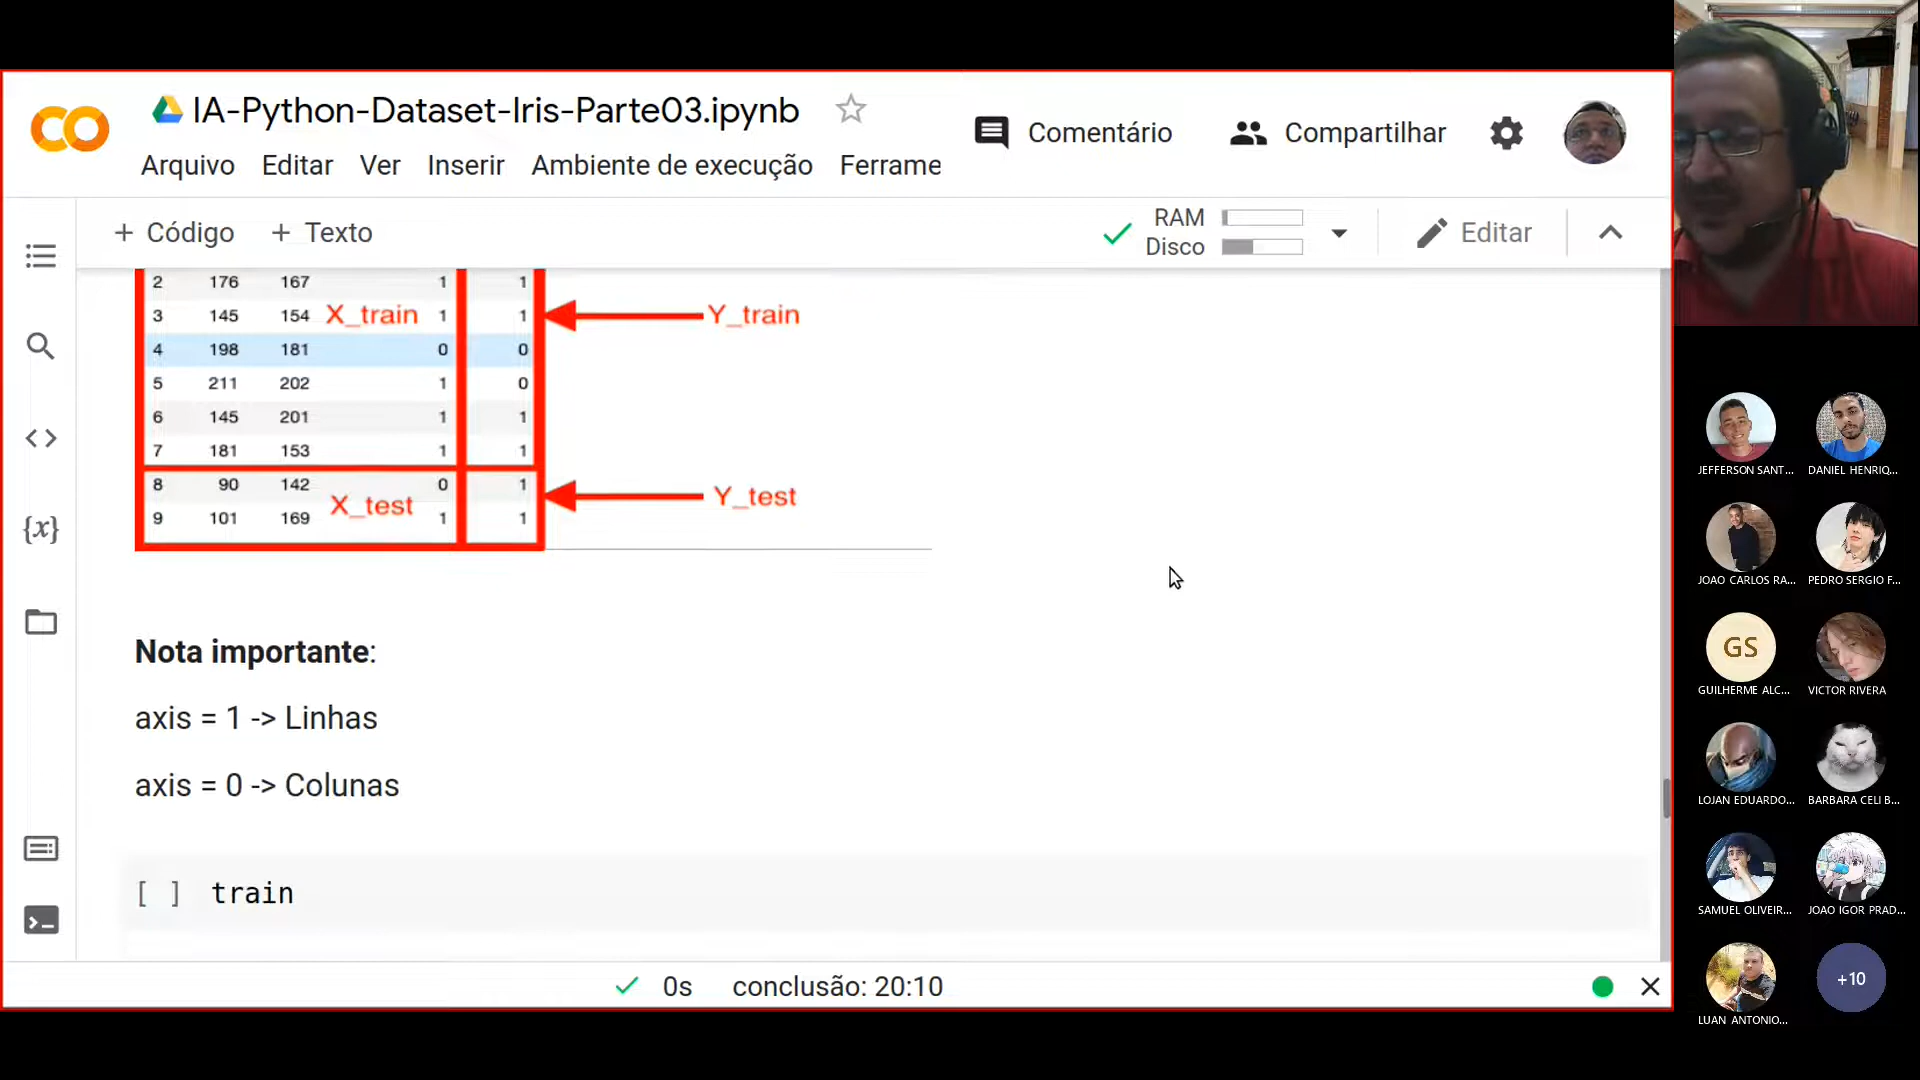 IA-Python-Dataset-Iris-Parte03.ipynb
Comentário
Compartilhar
Arquivo Editar Ver Inserir Ambiente de execução Ferrame
+ Código + Texto
RAM
Disco
Editar
2 176 167 1 1
3 145 154 X_train 1 1 Y_train
4 198 181 0 0
5 211 202 1 0
6 145 201 1 1
7 181 153 1 1
8 90 142 0 1
X_test Y_test
9 101 169 1 1
Nota importante:
axis = 1 -> Linhas
axis = 0 -> Colunas
[ ] train
0s conclusão: 20:10
JEFFERSON SANT... DANIEL HENRIQ...
JOAO CARLOS RA... PEDRO SERGIO F...
GS
GUILHERME ALC... VICTOR RIVERA
LOJAN EDUARDO... BARBARA CELI B...
SAMUEL OLIVEIR... JOAO IGOR PRAD...
+10
LUAN ANTONIO...